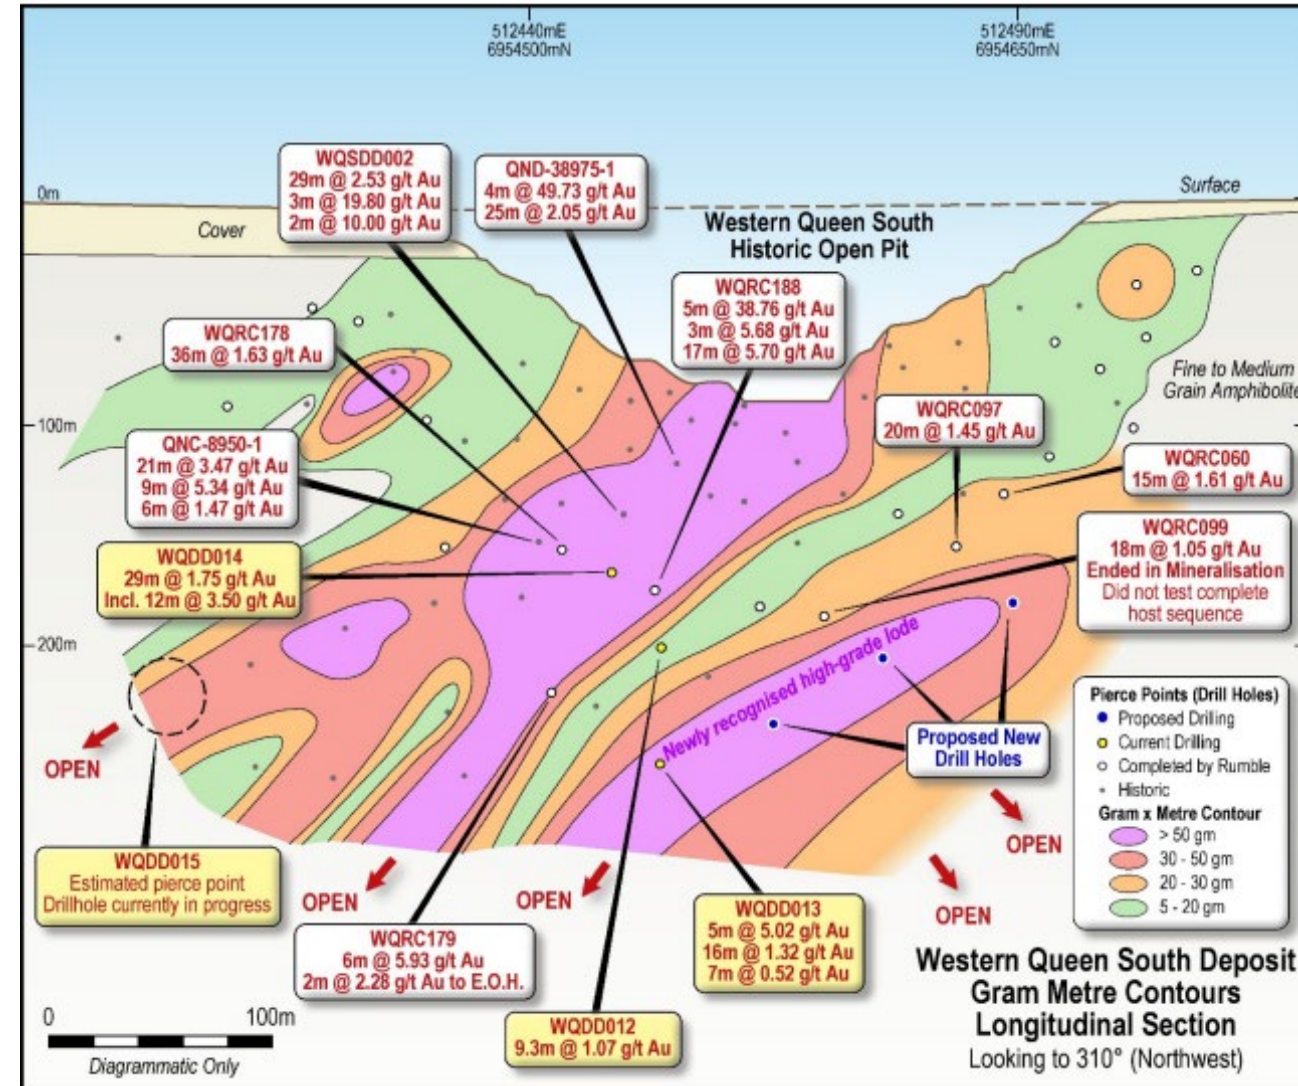 512440mE
6954500mN
512490mE
6954650mN
0m
Surface
Cover
WQSDD002
29m @ 2.53 g/t Au
3m @ 19.80 g/t Au
2m @ 10.00 g/t Au
QND-38975-1
4m @ 49.73 g/t Au
25m @ 2.05 g/t Au
Western Queen South
Historic Open Pit
WQRC188
5m @ 38.76 g/t Au
3m @ 5.68 g/t Au
17m @ 5.70 g/t Au
WQRC178
36m @ 1.63 g/t Au
Fine to Medium
Grain Amphibolite
100m
WQRC097
20m @ 1.45 g/t Au
QNC-8950-1
21m @ 3.47 g/t Au
9m @ 5.34 g/t Au
6m @ 1.47 g/t Au
WQRC060
15m @ 1.61 g/t Au
WQRC099
18m @ 1.05 g/t Au
Ended in Mineralisation
Did not test complete
host sequence
WQDD014
29m @ 1.75 g/t Au
Incl. 12m @ 3.50 g/t Au
200m
Newly recognised high-grade lode
Proposed New
Drill Holes
OPEN
Pierce Points (Drill Holes)
Proposed Drilling
Current Drilling
Completed by Rumble
Historic
Gram x Metre Contour
> 50 gm
30 - 50 gm
20 - 30 gm
5 - 20 gm
OPEN
WQDD015
Estimated pierce point
Drillhole currently in progress
OPEN
OPEN
OPEN
WQRC179
6m @ 5.93 g/t Au
2m @ 2.28 g/t Au to E.O.H.
WQDD013
5m @ 5.02 g/t Au
16m @ 1.32 g/t Au
7m @ 0.52 g/t Au
WQDD012
9.3m @ 1.07 g/t Au
Western Queen South Deposit
Gram Metre Contours
Longitudinal Section
Looking to 310° (Northwest)
0
100m
Diagrammatic Only